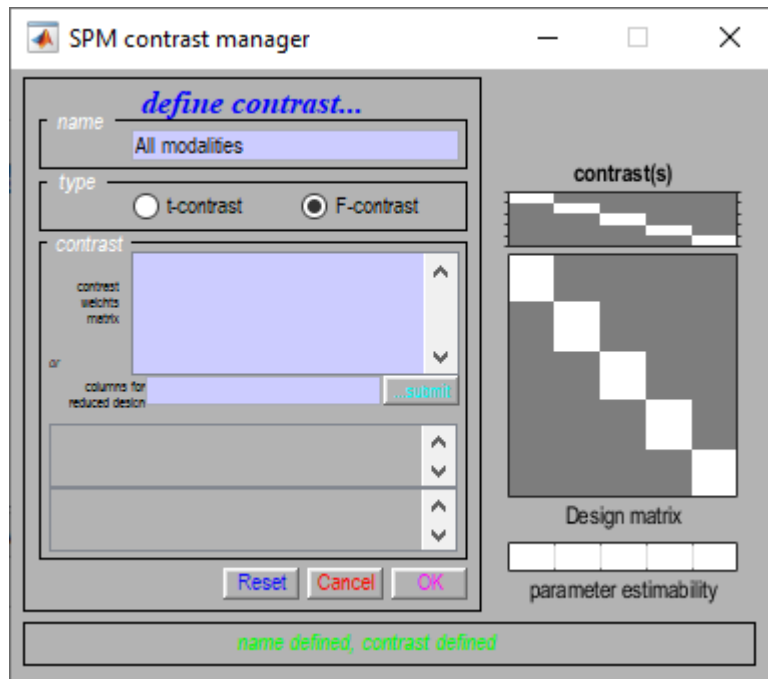 SPM contrast manager
define contrast...
name
All modalities
type
t-contrast
F-contrast
contrast
contrast
weights
matrix
or
columns for
reduced design
...submit
Reset
Cancel
OK
name defined, contrast defined
contrast(s)
Design matrix
parameter estimability